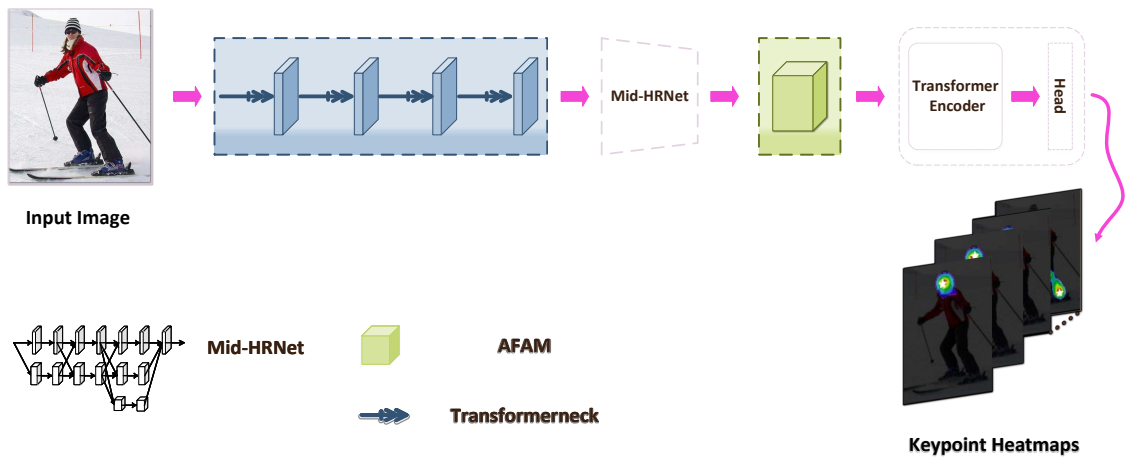 Mid-HRNet
Transformer
Encoder
Head
Input Image
Mid-HRNet
AFAM
Transformerneck
Keypoint Heatmaps